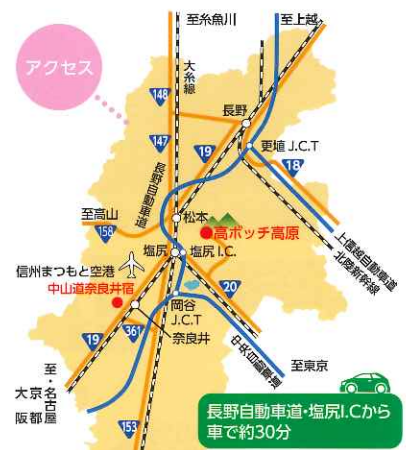 至糸魚川
至上越
アクセス
148
大糸線
長野
147
19
更埴J.C.T
18
長野自動車道
至高山
158
松本
高ボッチ高原
上信越自動車道
北陸新幹線
塩尻
塩尻I.C.
信州まつもと空港
中山道奈良井宿
20
岡谷
J.C.T
19
361
奈良井
中央自動車道
至東京
至・名古屋
京都
大阪
153
長野自動車道・塩尻I.Cから
車で約30分